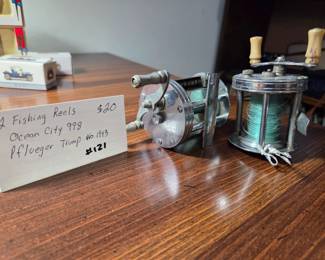 2 Fishing Reels $20
Ocean City 998
Pflueger Trump No. 1943
#121